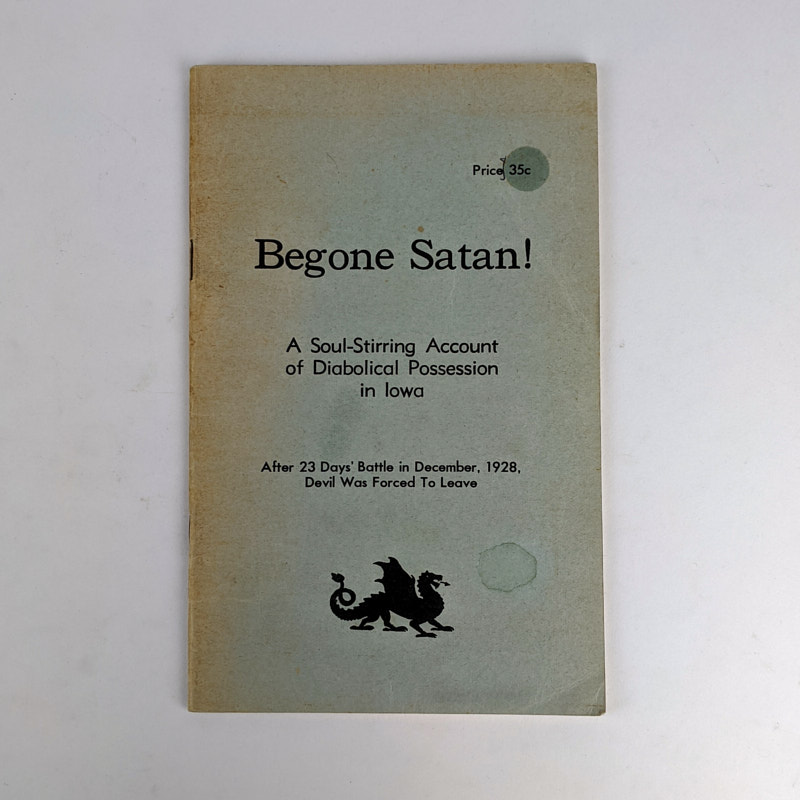 Price 35c
Begone Satan!
A Soul-Stirring Account
of Diabolical Possession
in Iowa
After 23 Days' Battle in December, 1928,
Devil Was Forced To Leave